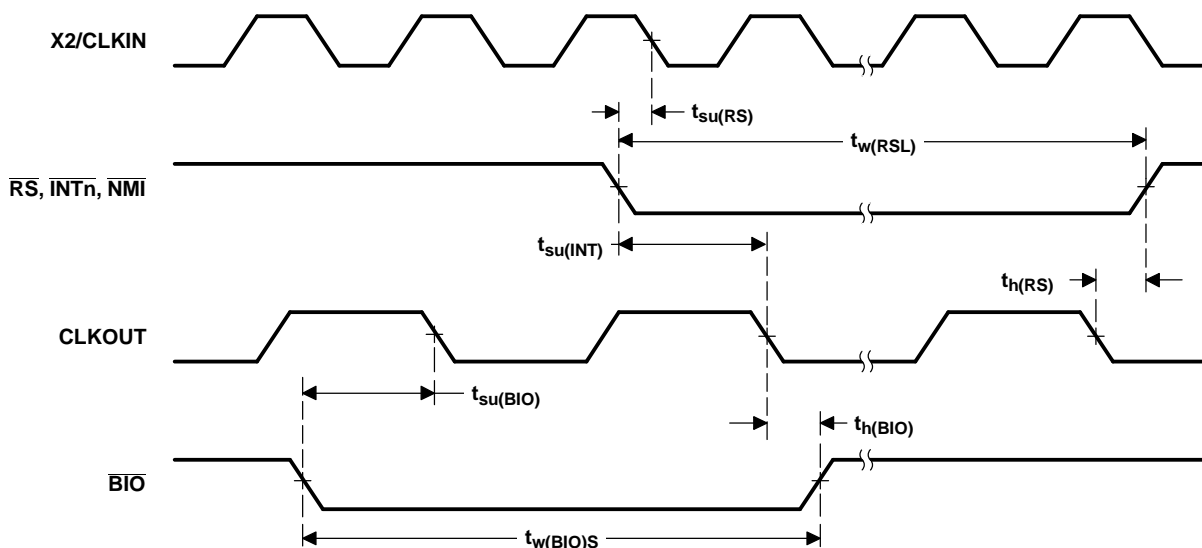 X2/CLKIN
tsu(RS)
tw(RSL)
RS, INTn, NMI
tsu(INT)
th(RS)
CLKOUT
tsu(BIO)
th(BIO)
BIO
tw(BIO)S